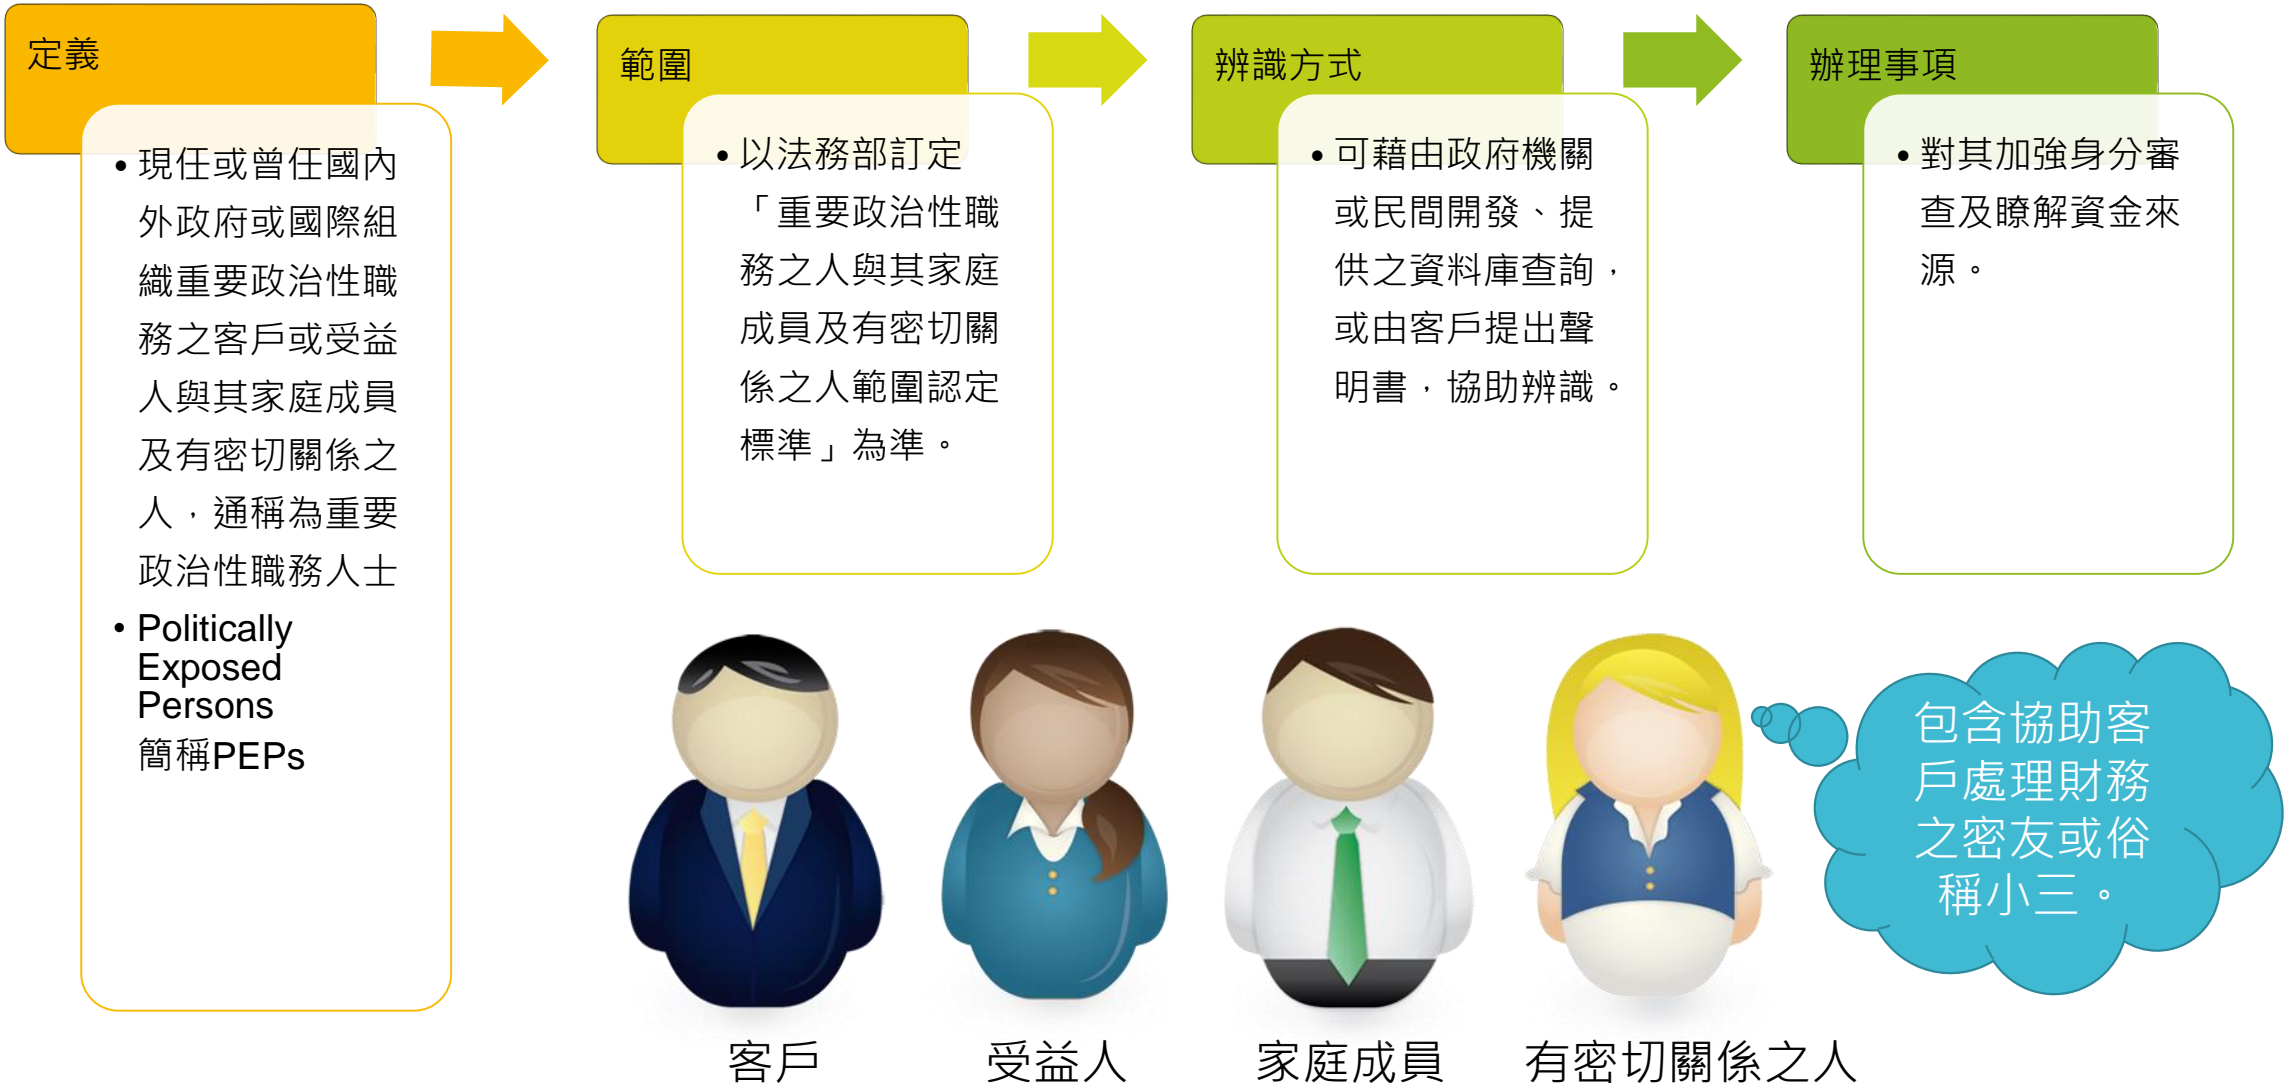 定義
• 現任或曾任國內
外政府或國際組
織重要政治性職
務之客戶或受益
人與其家庭成員
及有密切關係之
人，通稱為重要
政治性職務人士
• Politically
Exposed
Persons
簡稱PEPs
範圍
• 以法務部訂定
「重要政治性職
務之人與其家庭
成員及有密切關
係之人範圍認定
標準」為準。
辨識方式
• 可藉由政府機關
或民間開發、提
供之資料庫查詢，
或由客戶提出聲
明書，協助辨識。
辦理事項
• 對其加強身分審
查及瞭解資金來
源。
包含協助客
戶處理財務
之密友或俗
稱小三。
客戶
受益人
家庭成員
有密切關係之人